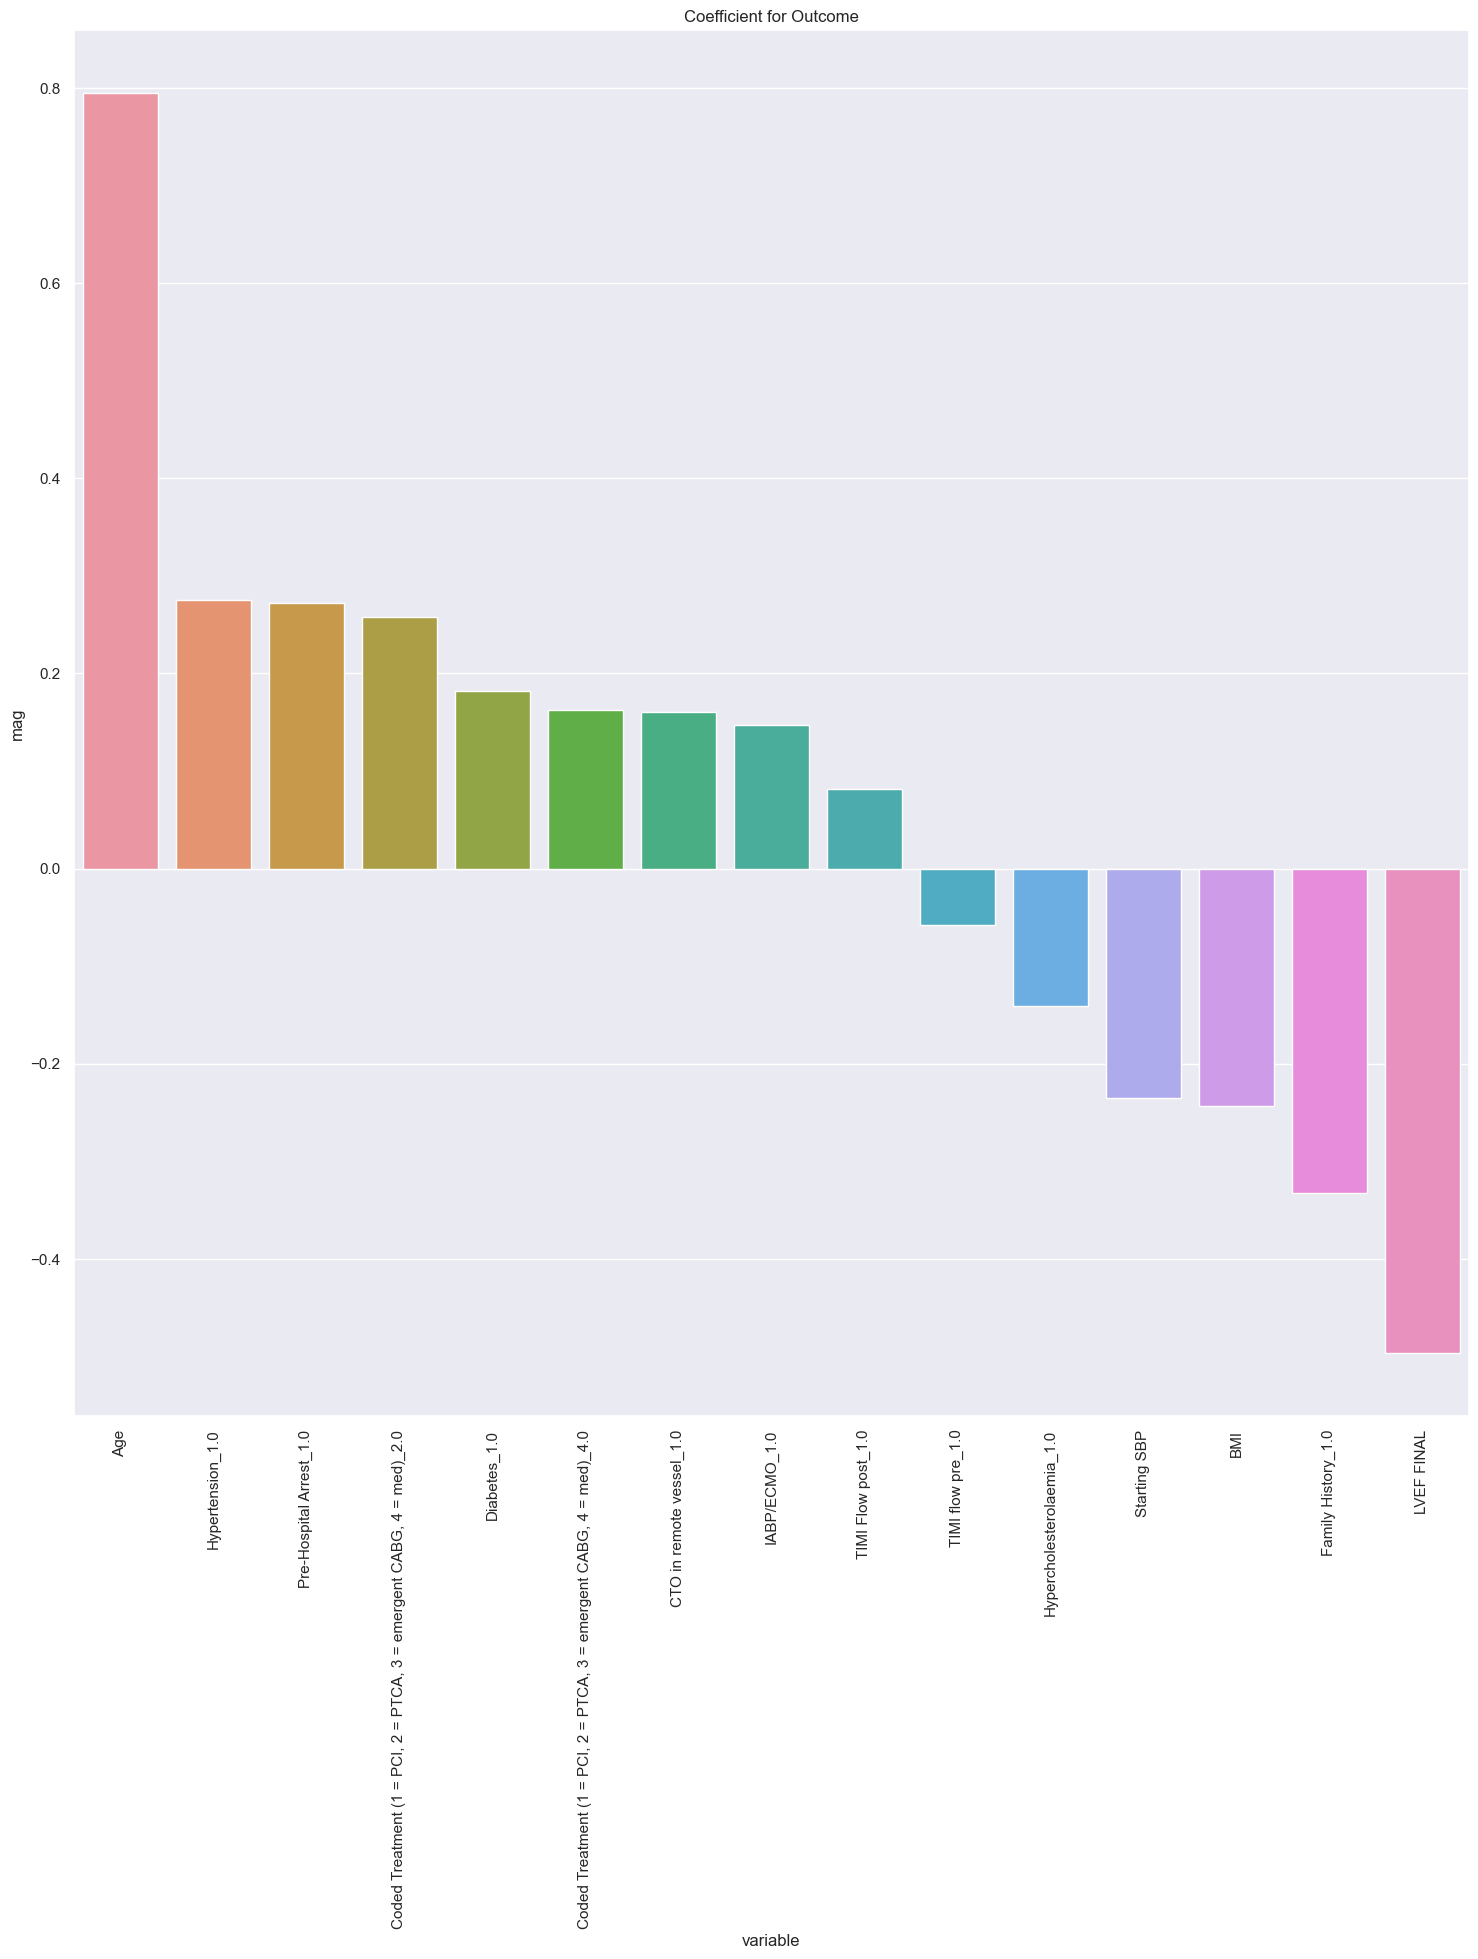 Coefficient for Outcome
0.8
0.6
0.4
0.2
0.0
−0.2
−0.4
mag
Age
Hypertension_1.0
Pre-Hospital Arrest_1.0
Coded Treatment (1 = PCI, 2 = PTCA, 3 = emergent CABG, 4 = med)_2.0
Diabetes_1.0
Coded Treatment (1 = PCI, 2 = PTCA, 3 = emergent CABG, 4 = med)_4.0
CTO in remote vessel_1.0
IABP/ECMO_1.0
TIMI Flow post_1.0
TIMI flow pre_1.0
Hypercholesterolaemia_1.0
Starting SBP
BMI
Family History_1.0
LVEF FINAL
variable